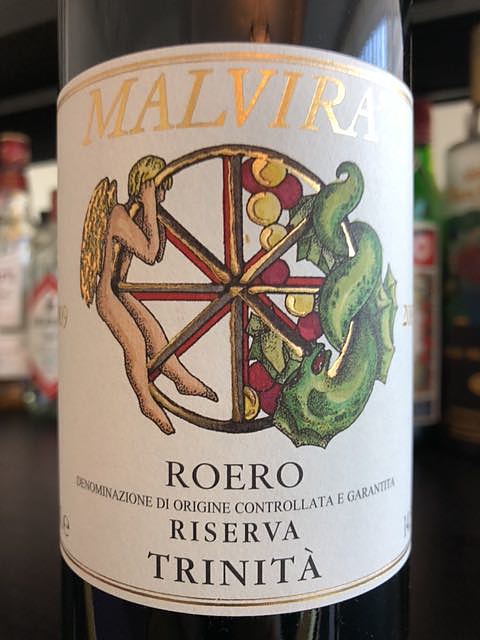 MALVIRÀ
ROERO
DENOMINAZIONE DI ORIGINE CONTROLLATA E GARANTITA
RISERVA
TRINITÀ